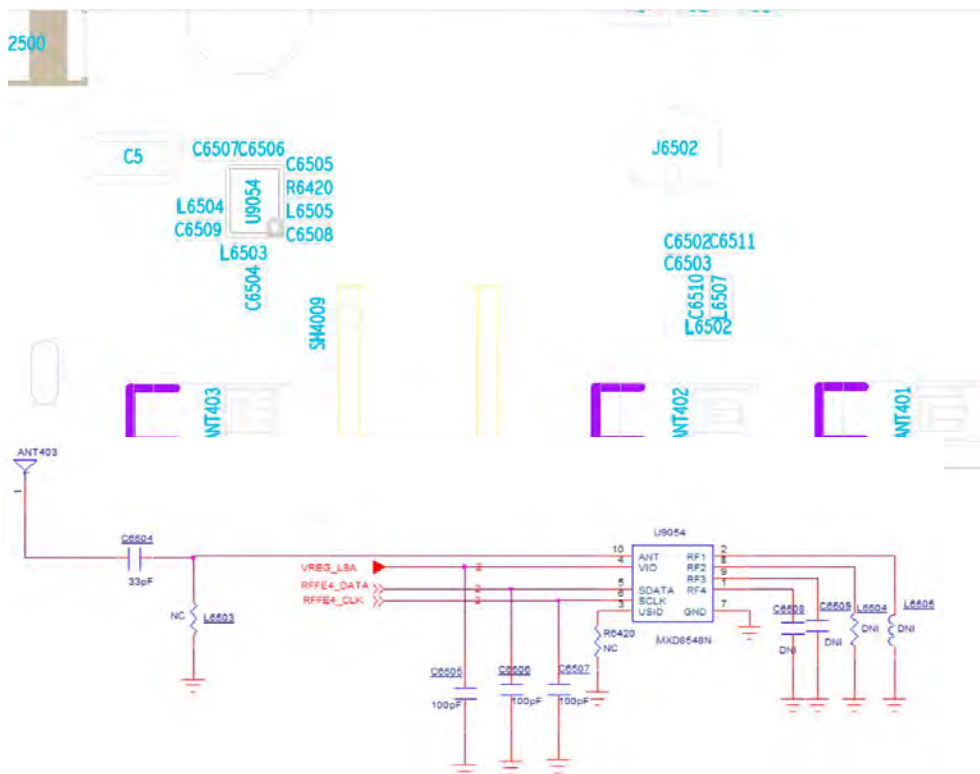 2500
C5
C6507C6506
C6505
R6420
L6505
C6508
U9054
L6504
C6509
L6503
C6504
SH4009
J6502
C6502C6511
C6503
C6510
L6507
L6502
ANT403
ANT402
ANT401
ANT403
1
C6504
33pF
NC
L6503
VREG_L8A
RFFE4_DATA
RFFE4_CLK
U9054
10 ANT RF1 2
4 VIO RF2 8
RF3 9
5 SDATA RF4 1
6 SCLK
3 USID GND 7
MXD8548N
R6420
NC
C6505
100pF
C6506
100pF
C6507
100pF
C6508
DNI
C6509
DNI
L6504
DNI
L6505
DNI